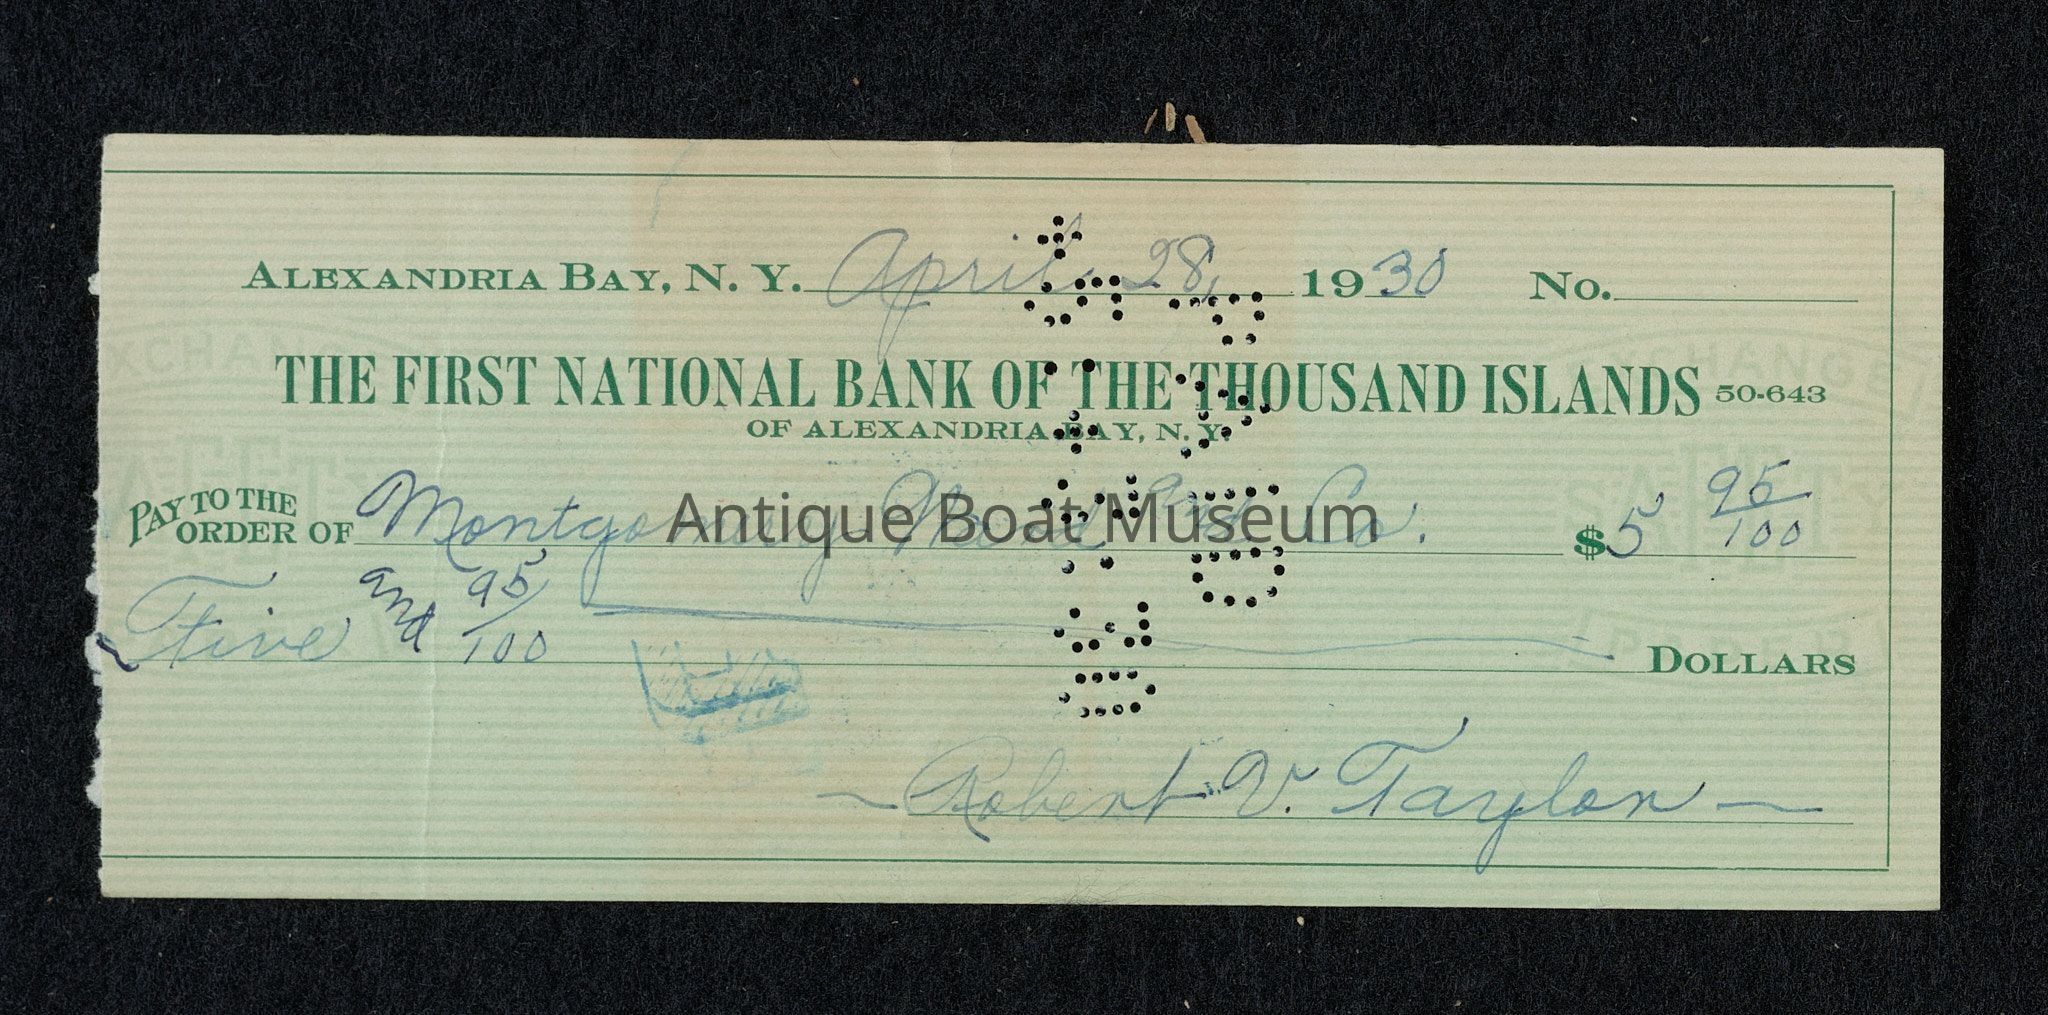 ALEXANDRIA BAY, N. Y. April 28, 1930 No.
THE FIRST NATIONAL BANK OF THE THOUSAND ISLANDS 50-643
OF ALEXANDRIA BAY, N. Y.
PAY TO THE ORDER OF Montgomery Ward and Co. $5 95/100
Antique Boat Museum
Five and 95/100 DOLLARS
Robert V. Taylor